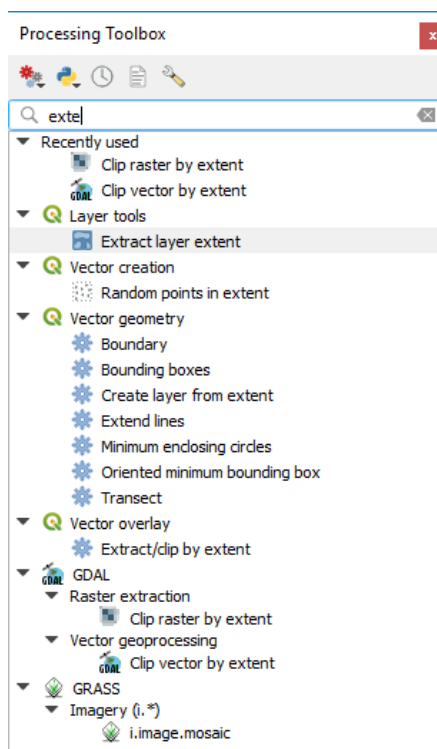 Processing Toolbox
x
exte
Recently used
Clip raster by extent
GDAL Clip vector by extent
Layer tools
Extract layer extent
Vector creation
Random points in extent
Vector geometry
Boundary
Bounding boxes
Create layer from extent
Extend lines
Minimum enclosing circles
Oriented minimum bounding box
Transect
Vector overlay
Extract/clip by extent
GDAL GDAL
Raster extraction
Clip raster by extent
Vector geoprocessing
GDAL Clip vector by extent
GRASS
Imagery (i.*)
i.image.mosaic